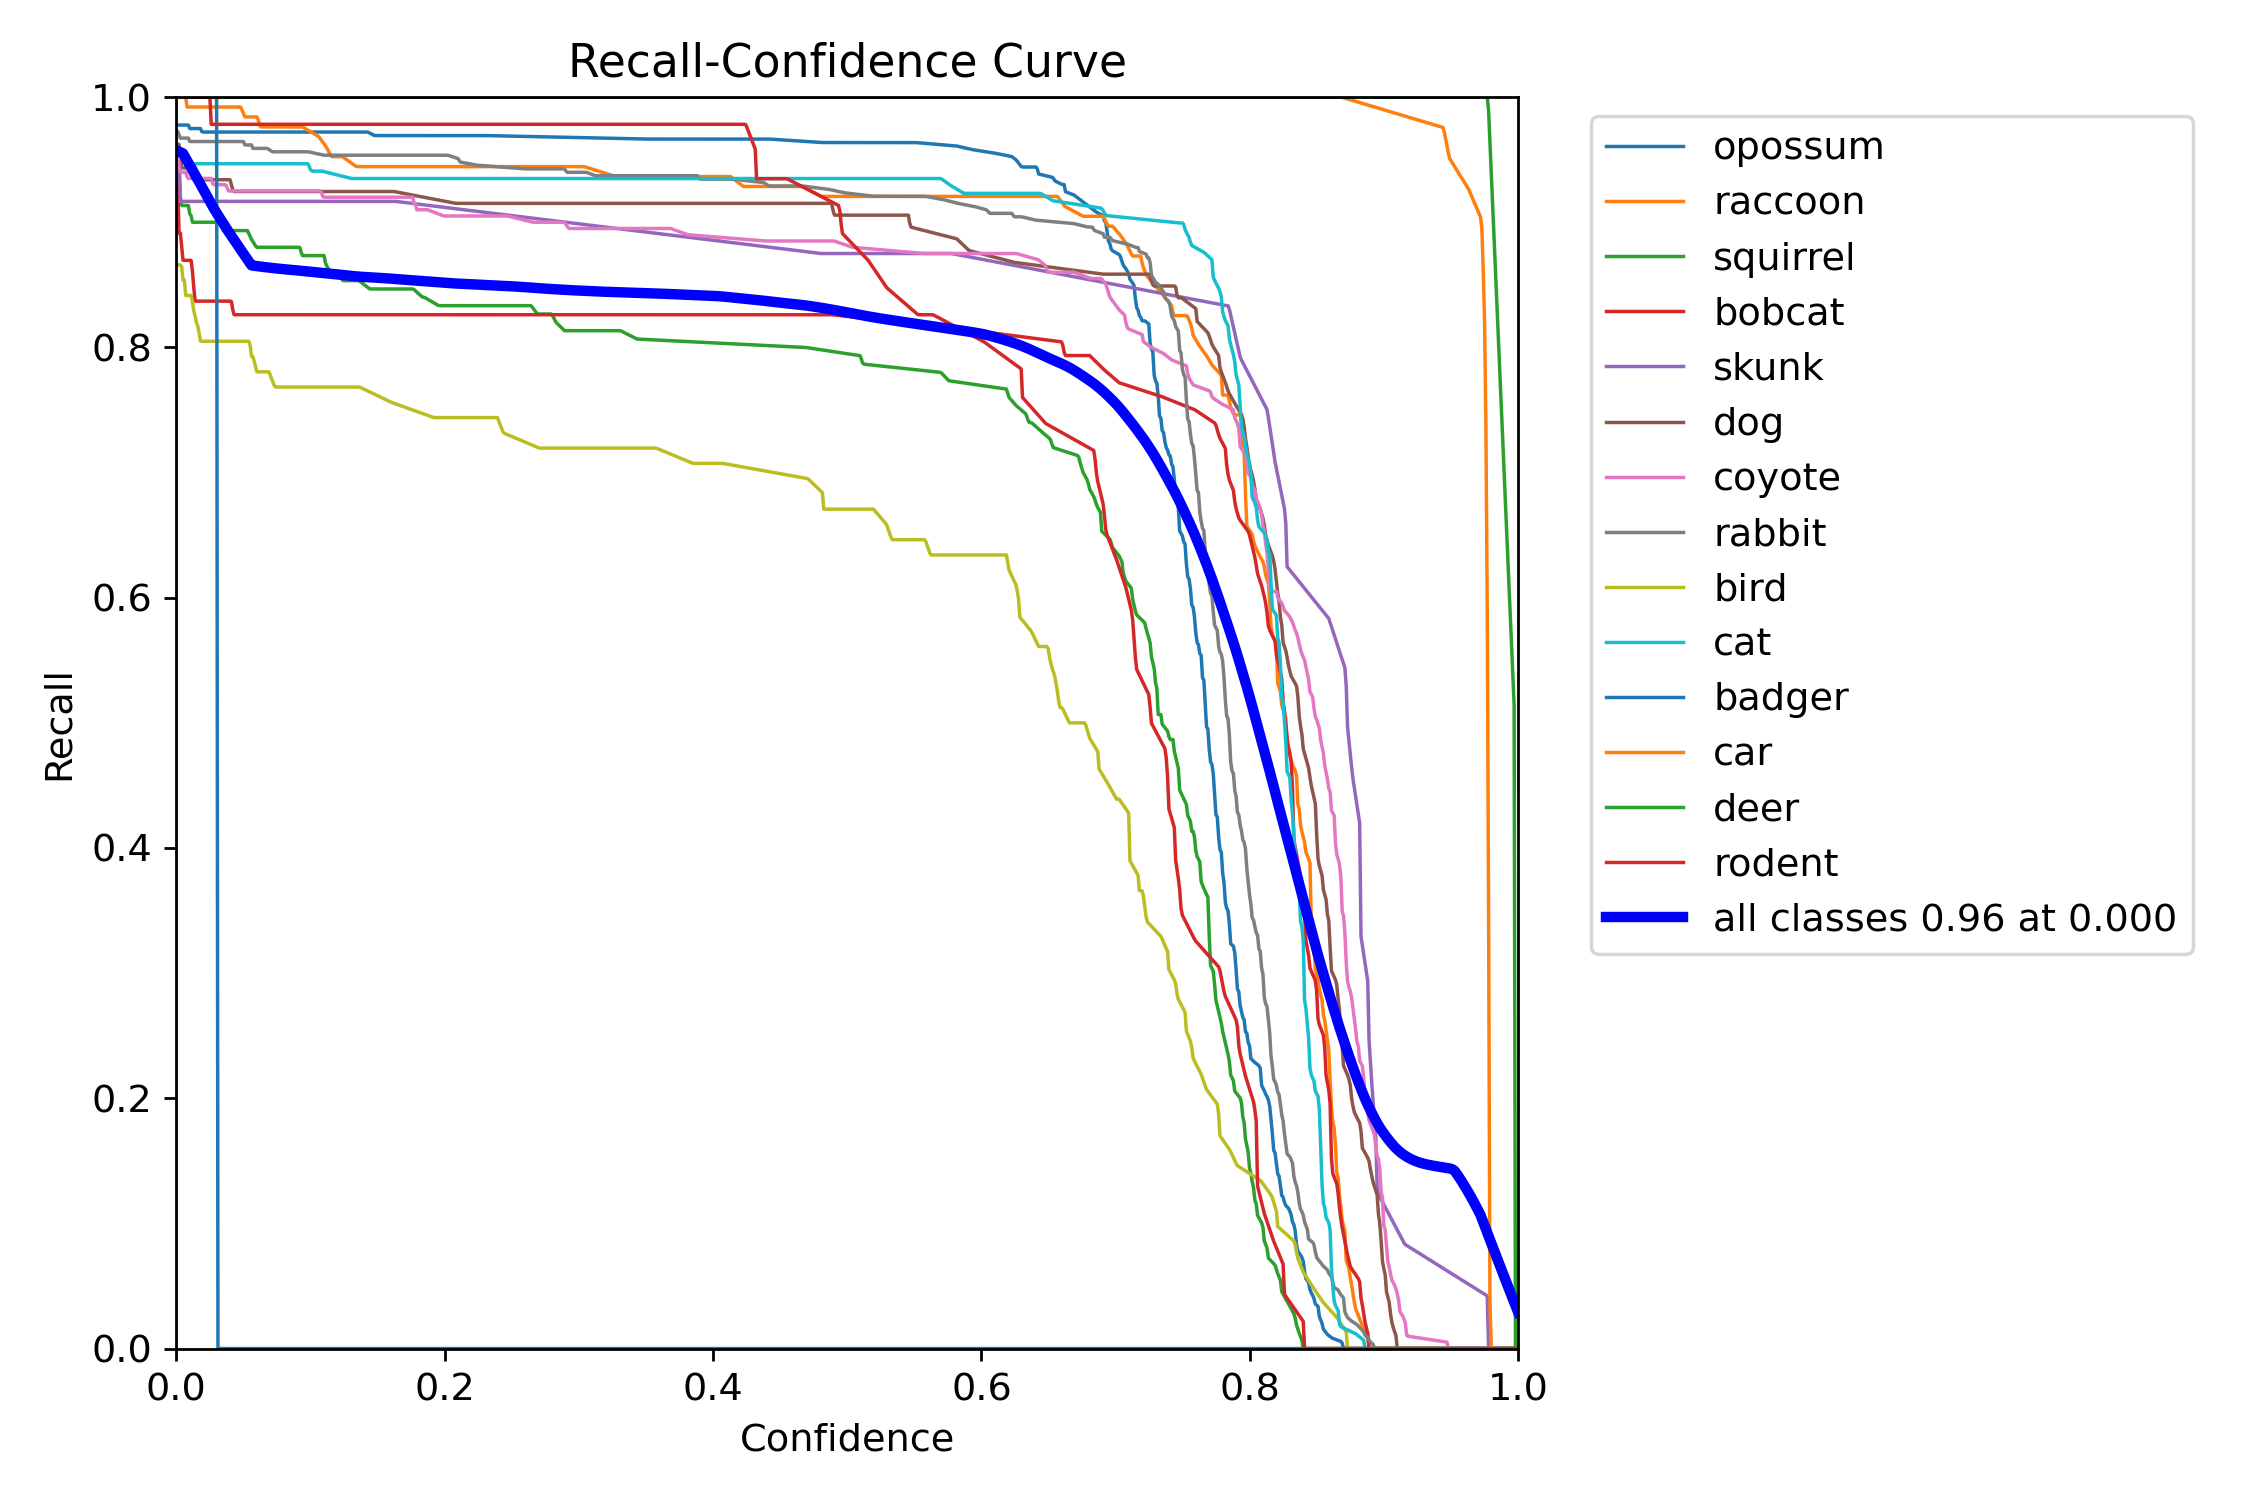 Recall-Confidence Curve
1.0
0.8
0.6
0.4
0.2
0.0
Recall
0.0 0.2 0.4 0.6 0.8 1.0
Confidence
opossum
raccoon
squirrel
bobcat
skunk
dog
coyote
rabbit
bird
cat
badger
car
deer
rodent
all classes 0.96 at 0.000